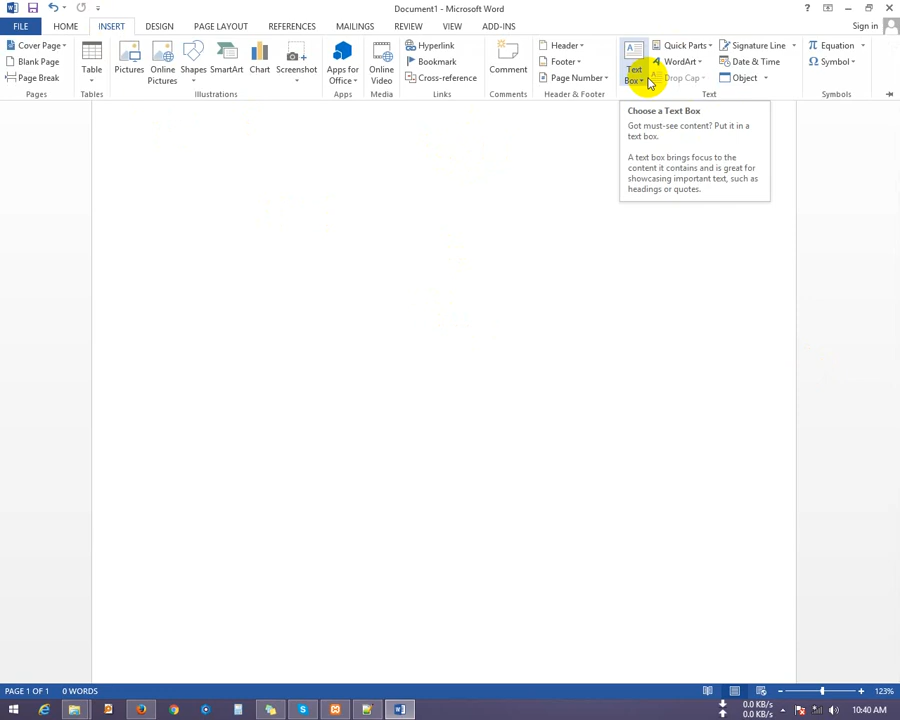 Document1 - Microsoft Word
FILE HOME INSERT DESIGN PAGE LAYOUT REFERENCES MAILINGS REVIEW VIEW ADD-INS Sign in
Cover Page
Blank Page
Page Break
Pages
Table
Tables
Pictures
Online
Pictures
Shapes
SmartArt
Chart
Screenshot
Illustrations
Apps for
Office
Apps
Online
Video
Media
Hyperlink
Bookmark
Cross-reference
Links
Comment
Comments
Header
Footer
Page Number
Header & Footer
Text
Box
Quick Parts
WordArt
Drop Cap
Signature Line
Date & Time
Object
Text
Equation
Symbol
Symbols
Choose a Text Box
Got must-see content? Put it in a
text box.
A text box brings focus to the
content it contains and is great for
showcasing important text, such as
headings or quotes.
PAGE 1 OF 1 0 WORDS 123%
0.0 KB/s
0.0 KB/s
10:40 AM